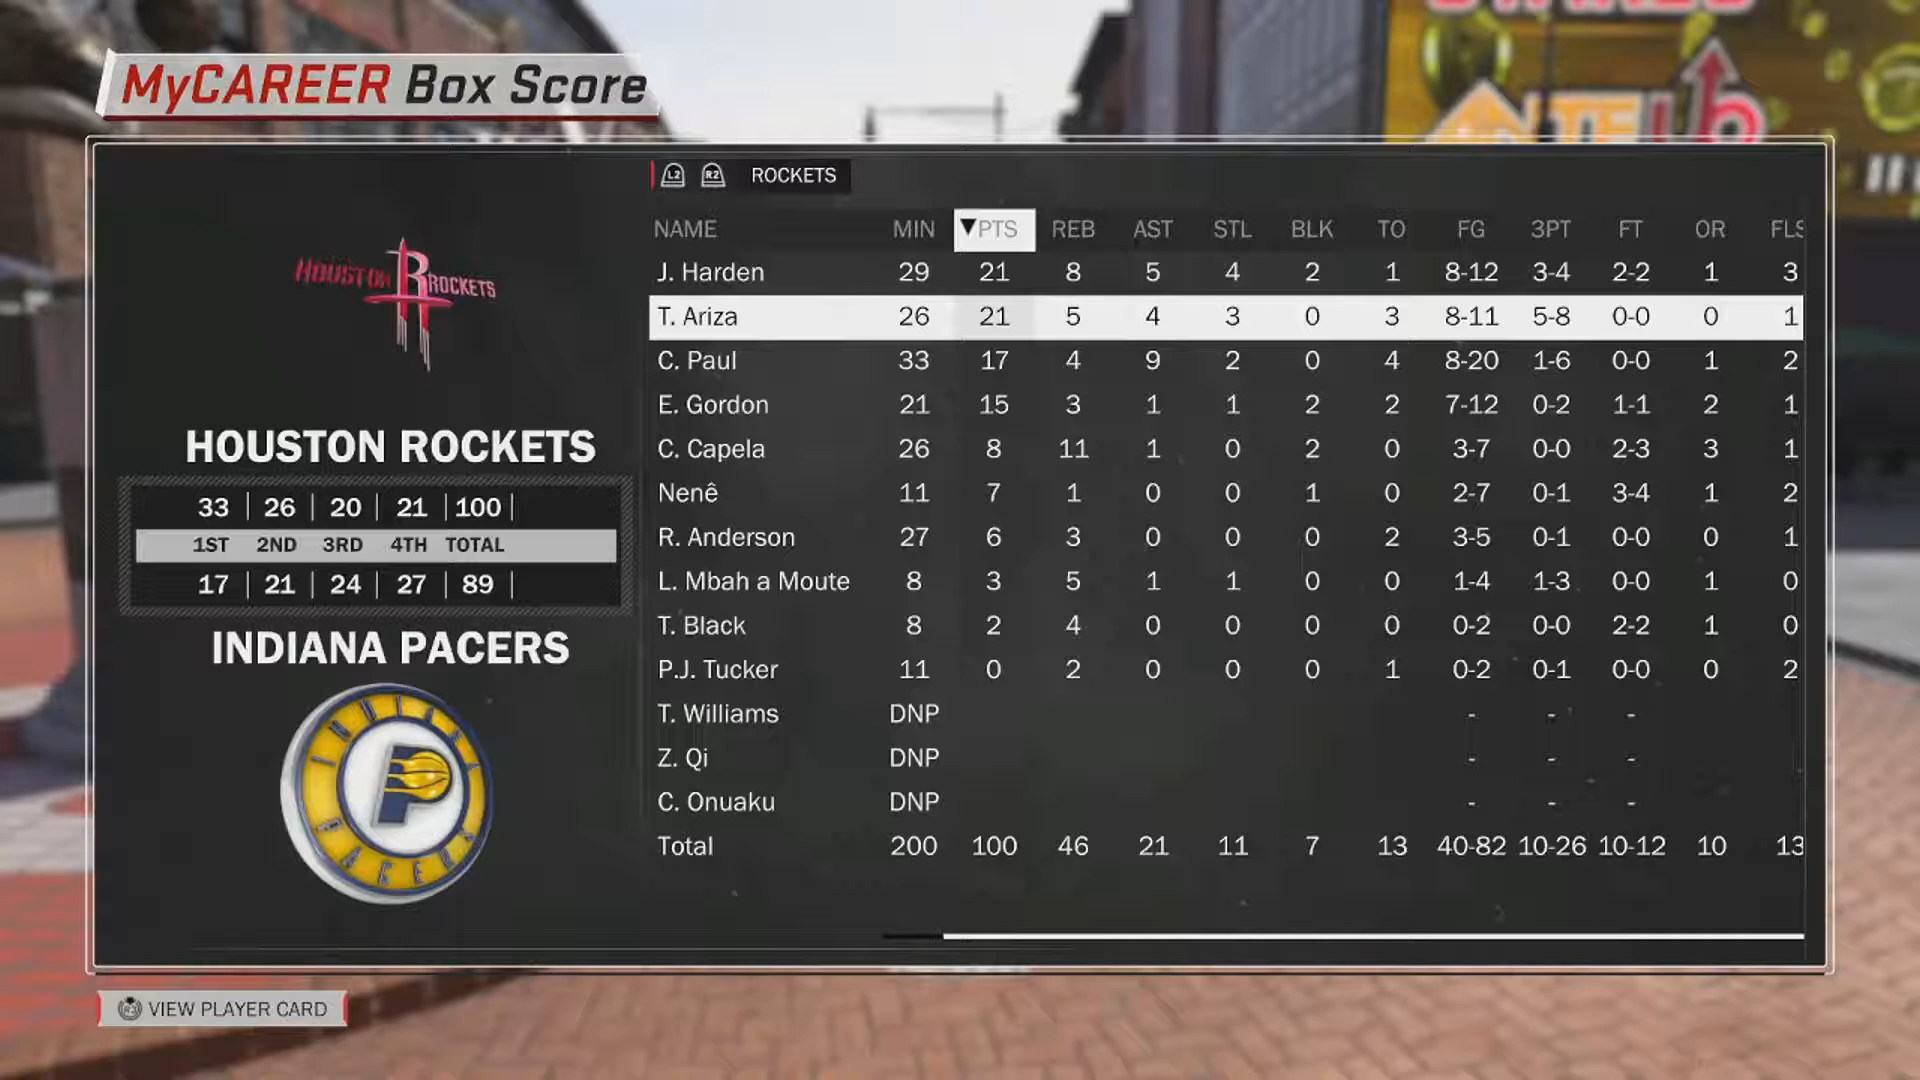 STAKES
ANTE UP
MyCAREER Box Score
L2 R2 ROCKETS
NAME MIN ▼PTS REB AST STL BLK TO FG 3PT FT OR FLS
J. Harden 29 21 8 5 4 2 1 8-12 3-4 2-2 1 3
T. Ariza 26 21 5 4 3 0 3 8-11 5-8 0-0 0 1
C. Paul 33 17 4 9 2 0 4 8-20 1-6 0-0 1 2
E. Gordon 21 15 3 1 1 2 2 7-12 0-2 1-1 2 1
C. Capela 26 8 11 1 0 2 0 3-7 0-0 2-3 3 1
Nenê 11 7 1 0 0 1 0 2-7 0-1 3-4 1 2
R. Anderson 27 6 3 0 0 0 2 3-5 0-1 0-0 0 1
L. Mbah a Moute 8 3 5 1 1 0 0 1-4 1-3 0-0 1 0
T. Black 8 2 4 0 0 0 0 0-2 0-0 2-2 1 0
P.J. Tucker 11 0 2 0 0 0 1 0-2 0-1 0-0 0 2
T. Williams DNP - - -
Z. Qi DNP - - -
C. Onuaku DNP - - -
Total 200 100 46 21 11 7 13 40-82 10-26 10-12 10 13
HOUSTON ROCKETS
HOUSTON ROCKETS
33 | 26 | 20 | 21 | 100 |
1ST 2ND 3RD 4TH TOTAL
17 | 21 | 24 | 27 | 89 |
INDIANA PACERS
INDIANA PACERS
P
R3 VIEW PLAYER CARD